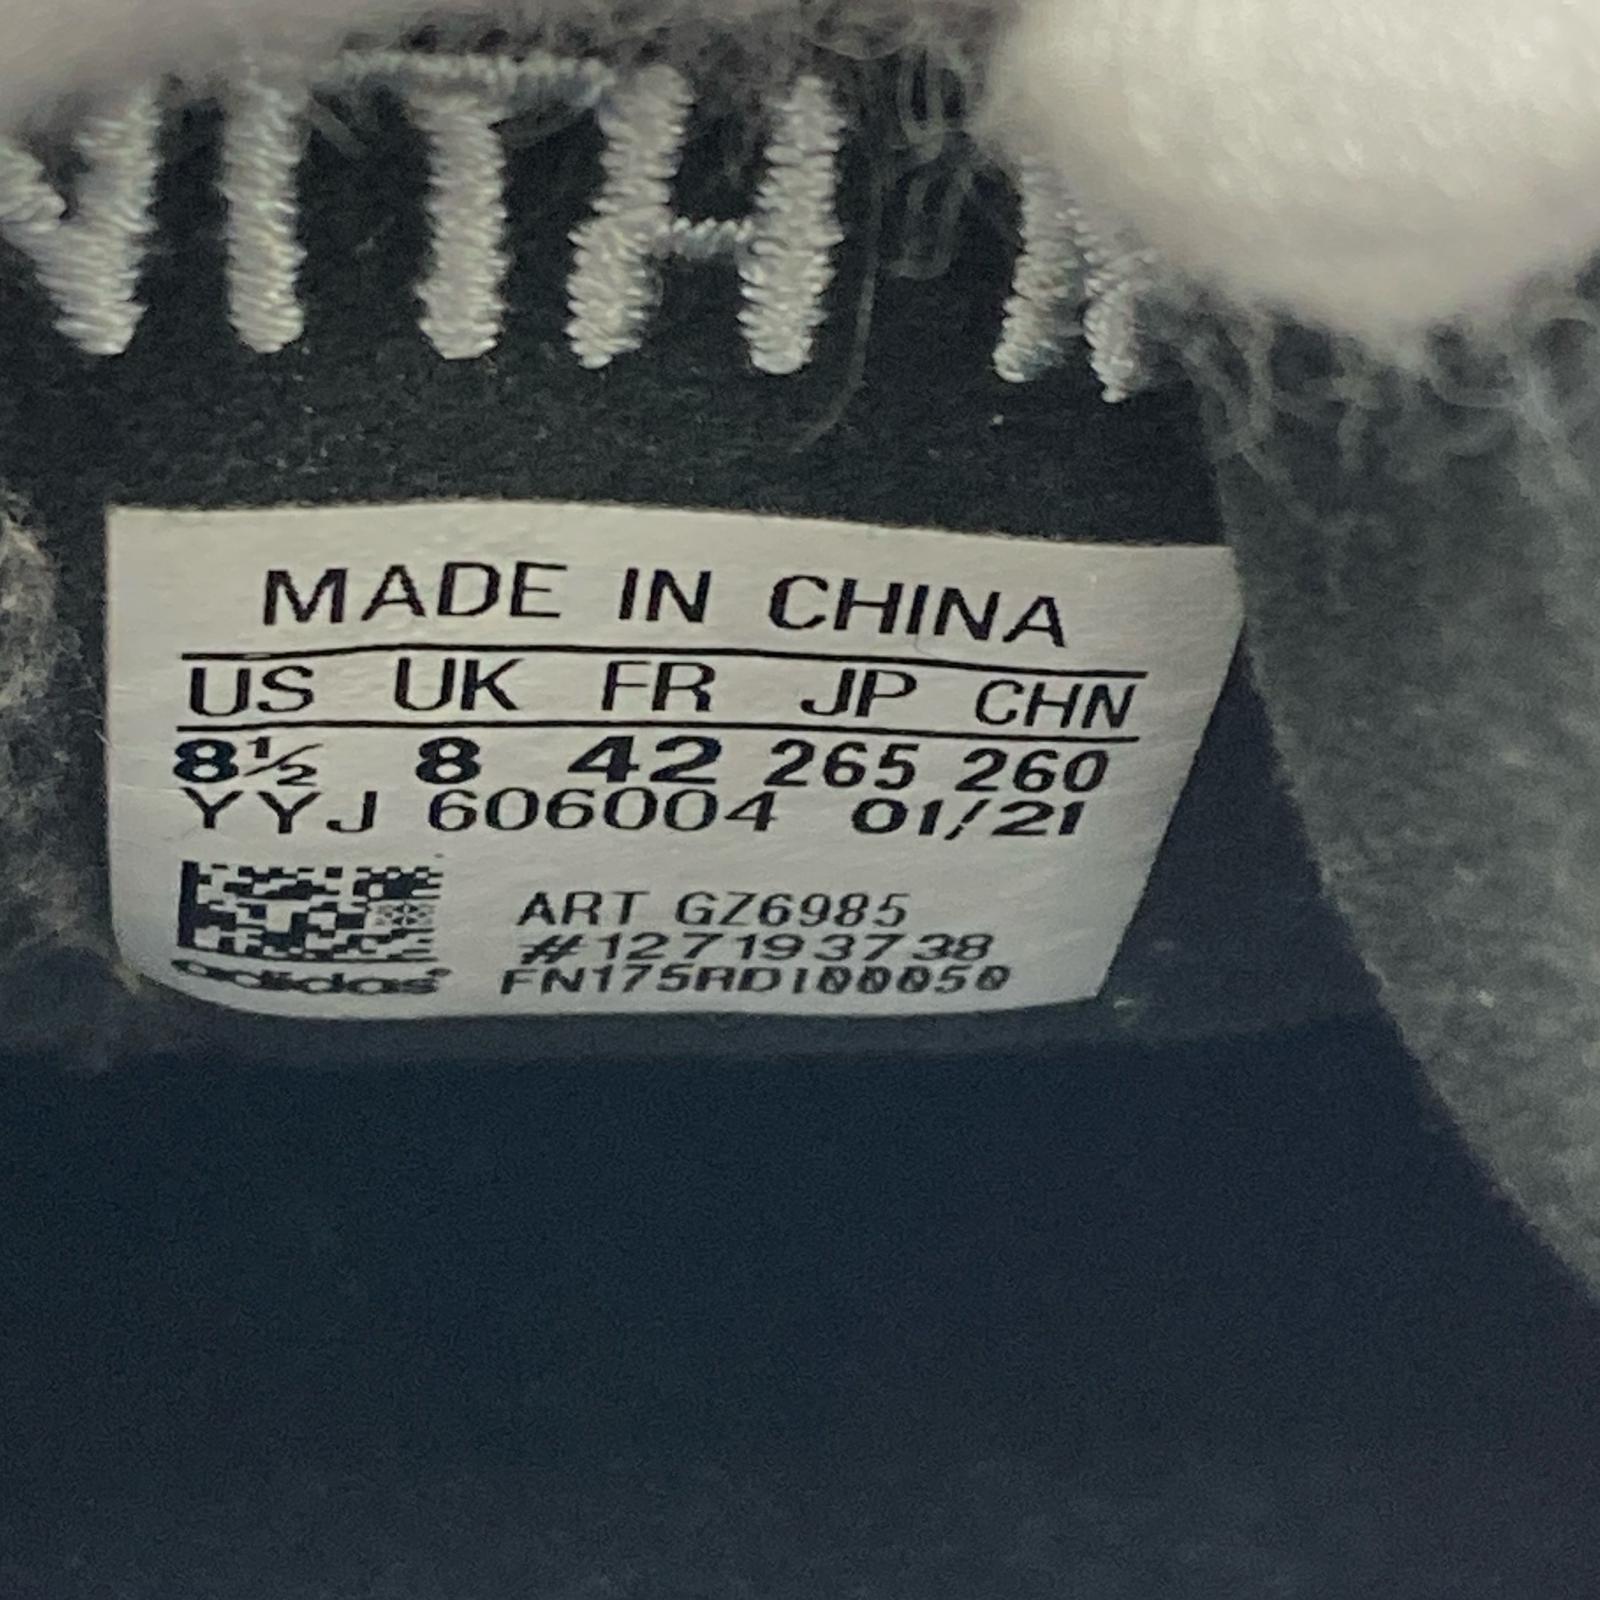 MADE IN CHINA
US UK FR JP CHN
8½ 8 42 265 260
YYJ 606004 01/21
ART GZ6985
#127193738
FN175RD100050
adidas